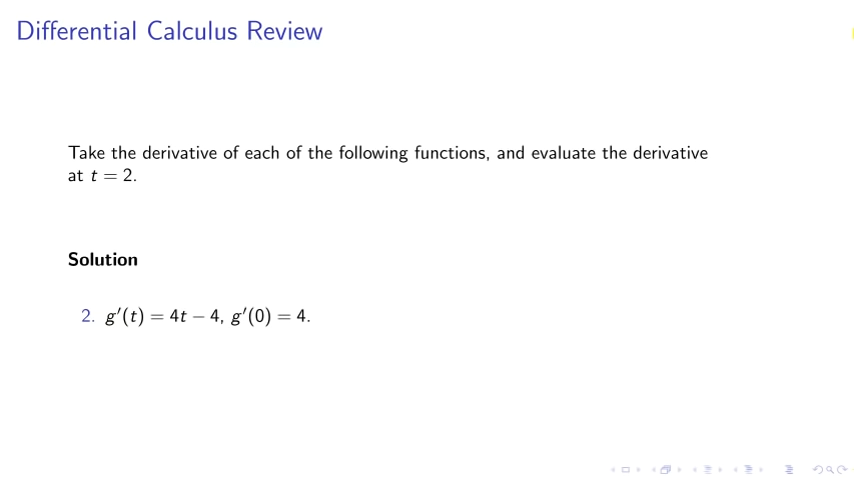 Differential Calculus Review
Take the derivative of each of the following functions, and evaluate the derivative
at t = 2.
Solution
2. g′(t) = 4t − 4, g′(0) = 4.